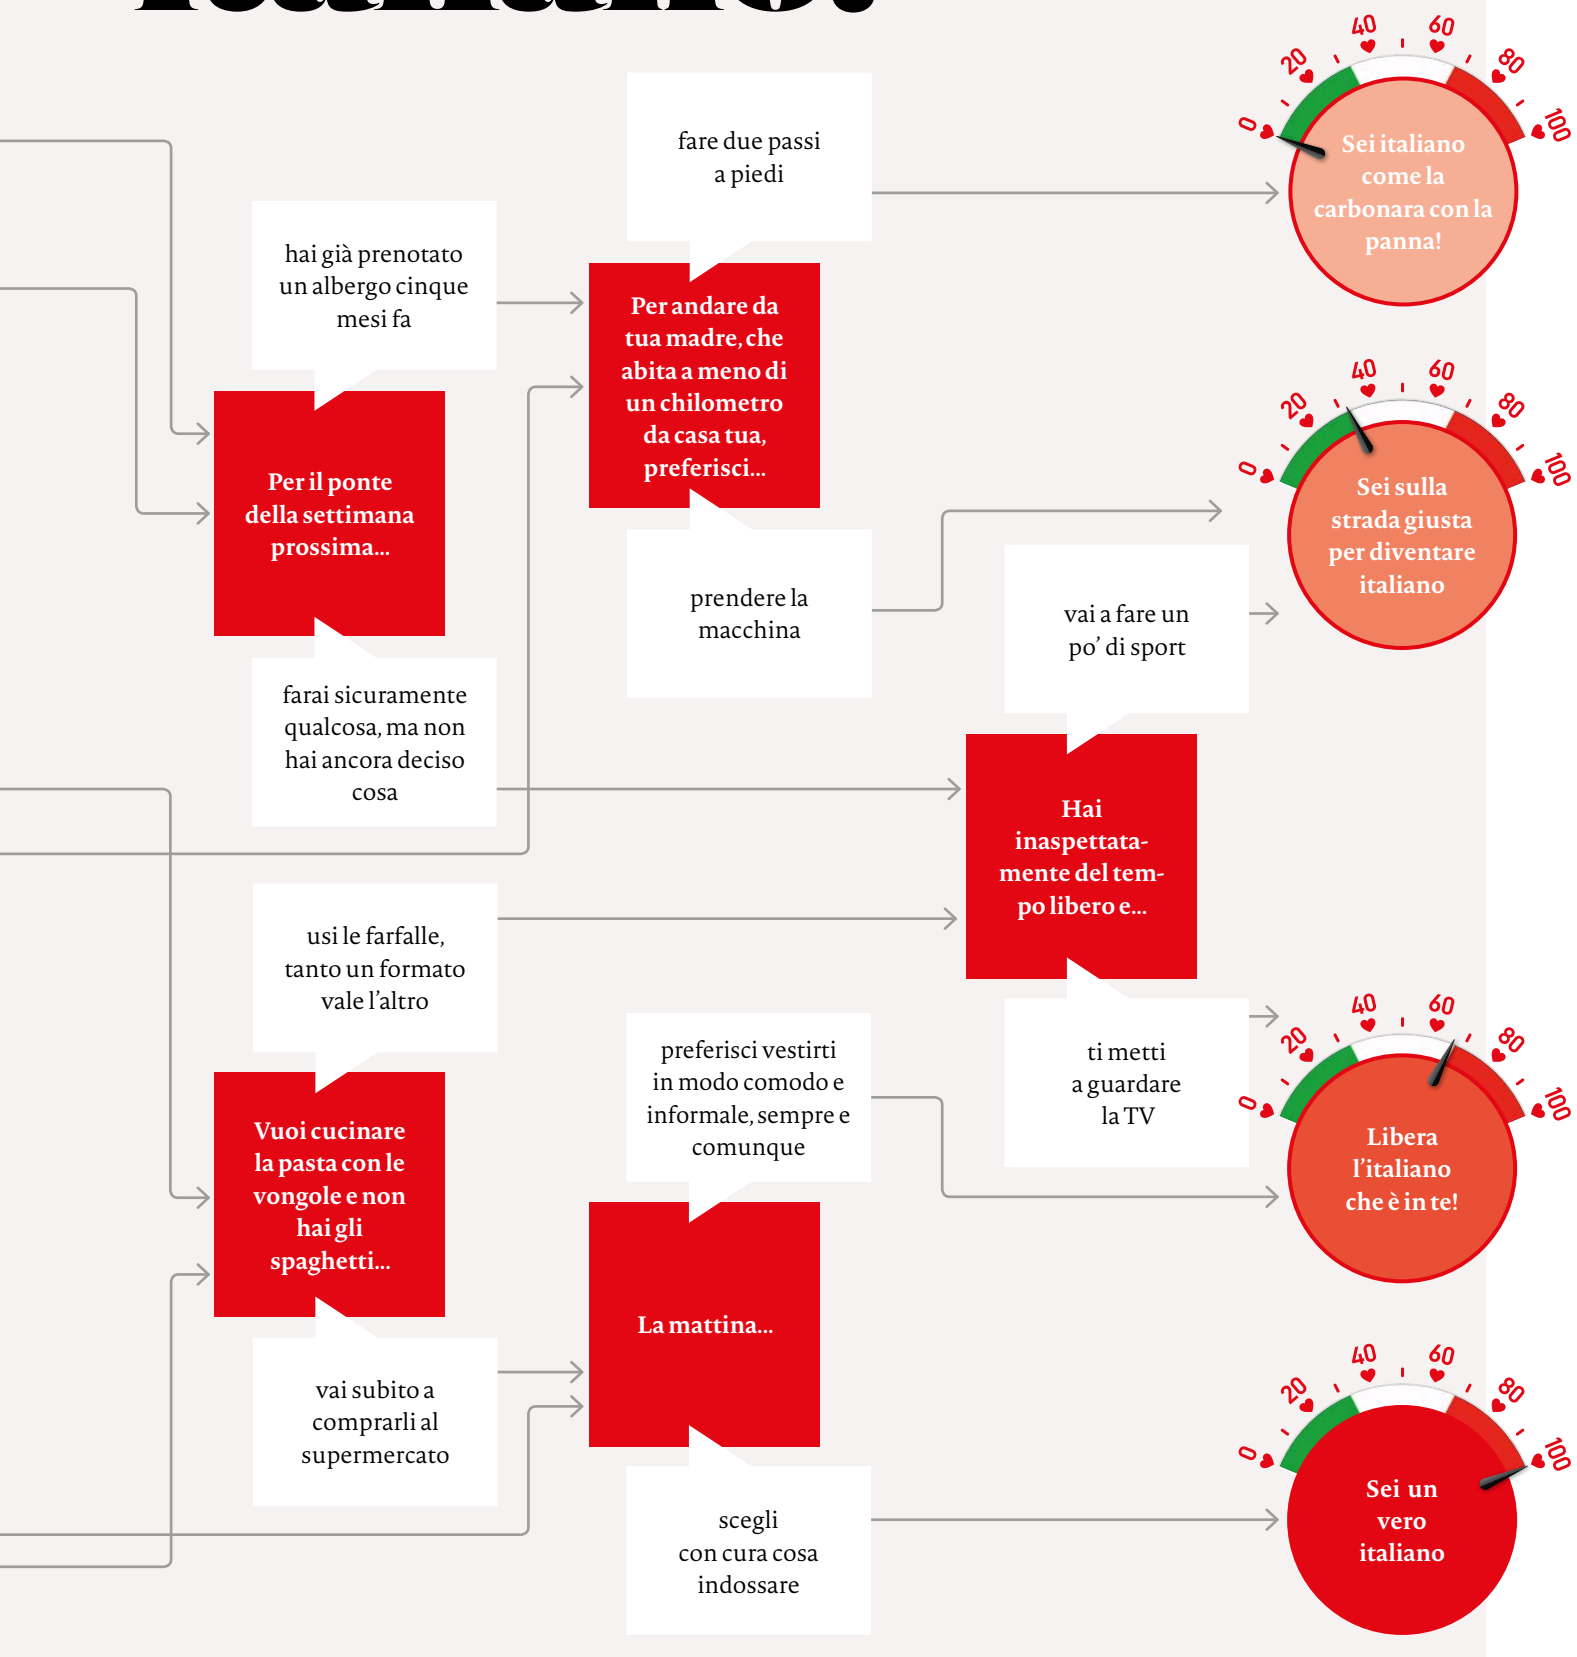 fare due passi
a piedi
hai già prenotato
un albergo cinque
mesi fa
Per andare da
tua madre, che
abita a meno di
un chilometro
da casa tua,
preferisci...
Per il ponte
della settimana
prossima...
prendere la
macchina
vai a fare un
po’ di sport
farai sicuramente
qualcosa, ma non
hai ancora deciso
cosa
Hai
inaspettata-
mente del tem-
po libero e...
usi le farfalle,
tanto un formato
vale l’altro
preferisci vestirti
in modo comodo e
informale, sempre e
comunque
ti metti
a guardare
la TV
Vuoi cucinare
la pasta con le
vongole e non
hai gli
spaghetti...
La mattina...
vai subito a
comprarli al
supermercato
scegli
con cura cosa
indossare
0 20 40 60 80 100
Sei italiano
come la
carbonara con la
panna!
0 20 40 60 80 100
Sei sulla
strada giusta
per diventare
italiano
0 20 40 60 80 100
Libera
l’italiano
che è in te!
0 20 40 60 80 100
Sei un
vero
italiano